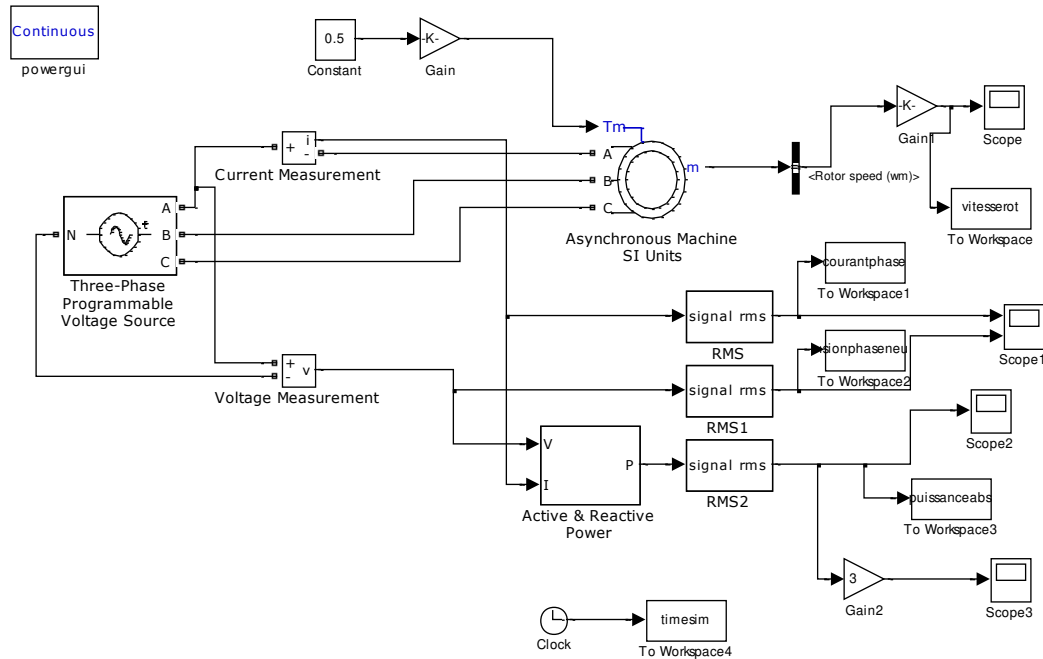 Continuous
powergui
0.5
Constant
-K-
Gain
Tm
A
B
C
m
Asynchronous Machine
SI Units
<Rotor speed (wm)>
-K-
Gain1
Scope
vitesserot
To Workspace
+
i
-
Current Measurement
N
A
B
C
Three-Phase
Programmable
Voltage Source
+
-
v
Voltage Measurement
signal rms
RMS
courantphase
To Workspace1
Scope1
signal rms
RMS1
sionphaseneu
To Workspace2
V
I
P
Active & Reactive
Power
signal rms
RMS2
Scope2
puissanceabs
To Workspace3
3
Gain2
Scope3
Clock
timesim
To Workspace4